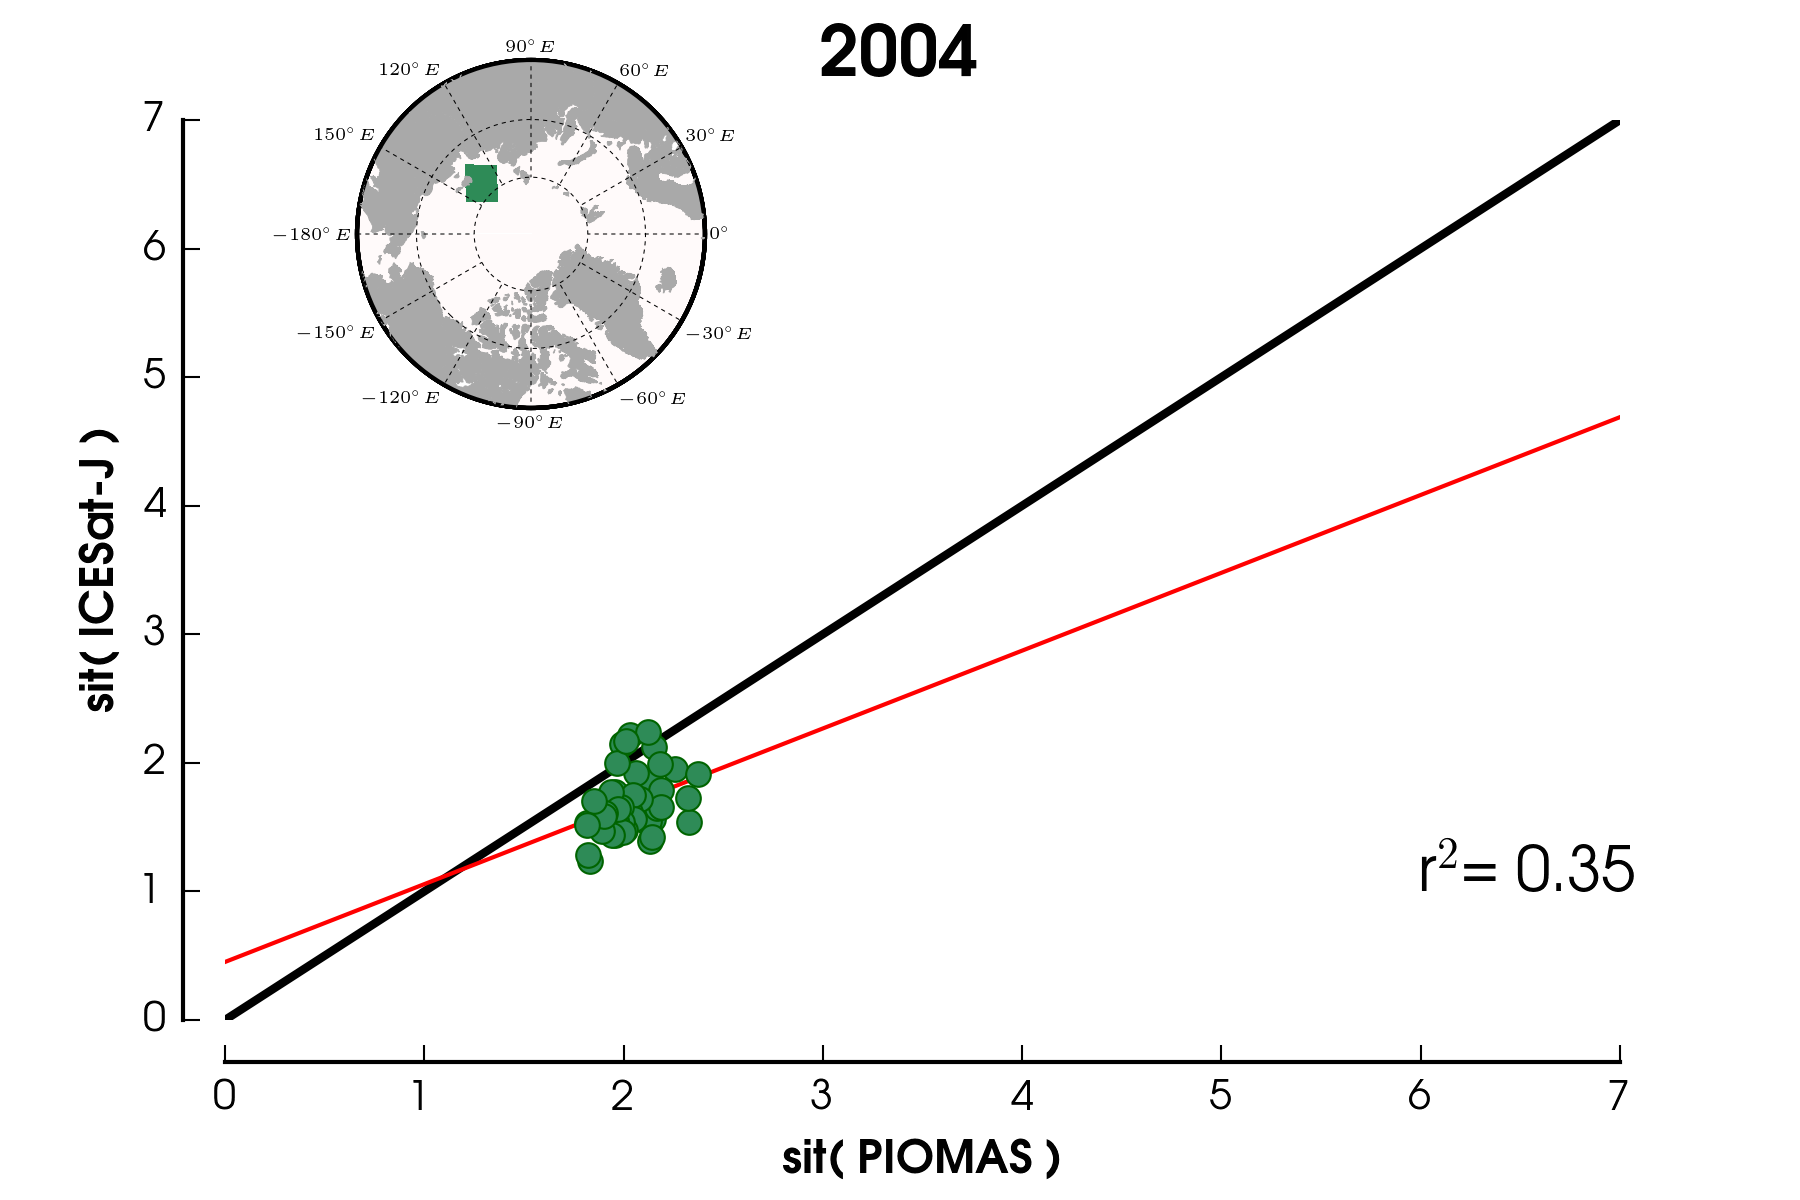 2004
90° E
120° E
60° E
150° E
30° E
−180° E
0°
−150° E
−30° E
−120° E
−60° E
−90° E
7
6
5
4
3
2
1
0
sit( ICESat-J )
r²= 0.35
0 1 2 3 4 5 6 7
sit( PIOMAS )